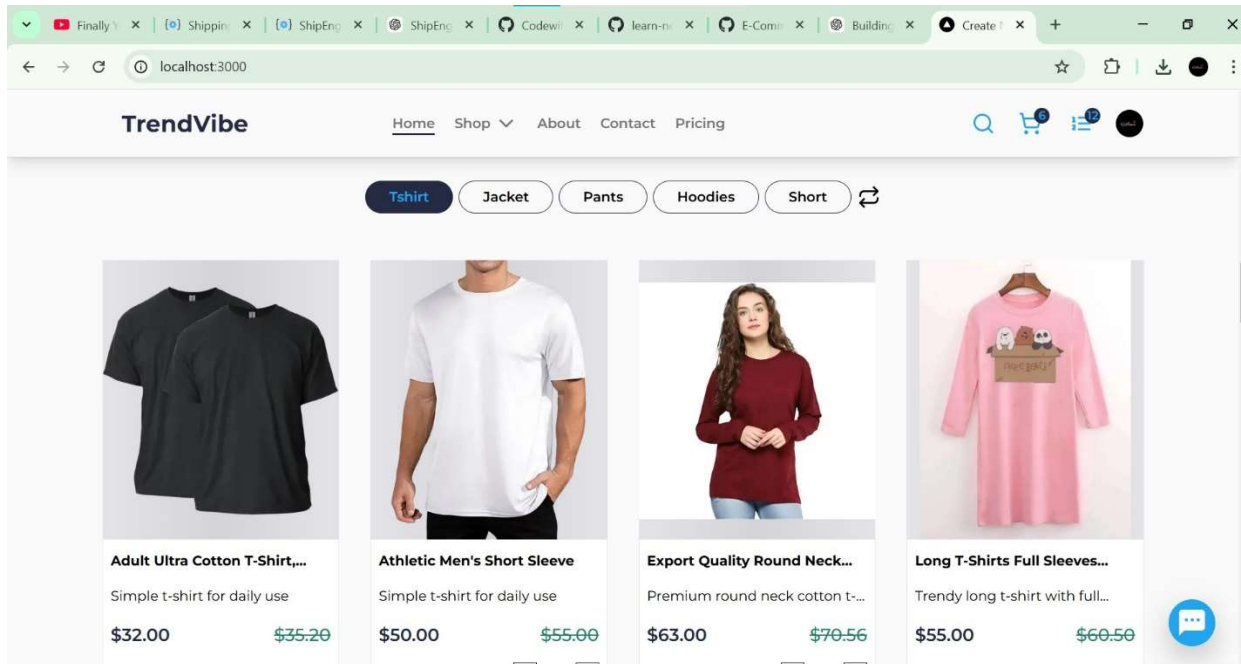 Finally
Shippin
ShipEng
ShipEng
Codewi
learn-ne
E-Com
Building
Create
localhost:3000
TrendVibe
Home
Shop
About
Contact
Pricing
6
12
Tshirt
Jacket
Pants
Hoodies
Short
Adult Ultra Cotton T-Shirt,...
Simple t-shirt for daily use
$32.00 $35.20
Athletic Men's Short Sleeve
Simple t-shirt for daily use
$50.00 $55.00
Export Quality Round Neck...
Premium round neck cotton t-...
$63.00 $70.56
Long T-Shirts Full Sleeves...
Trendy long t-shirt with full...
$55.00 $60.50